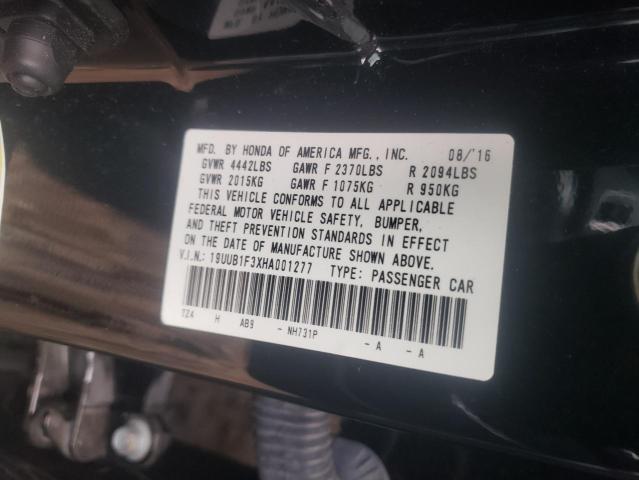 MFD. BY HONDA OF AMERICA MFG., INC. 08/'16
GVWR 4442LBS GAWR F 2370LBS R 2094LBS
GVWR 2015KG GAWR F 1075KG R 950KG
THIS VEHICLE CONFORMS TO ALL APPLICABLE
FEDERAL MOTOR VEHICLE SAFETY, BUMPER,
AND THEFT PREVENTION STANDARDS IN EFFECT
ON THE DATE OF MANUFACTURE SHOWN ABOVE.
V.I.N.: 19UUB1F3XHA001277 TYPE: PASSENGER CAR
TZ4 H AB9 - NH731P - A - A